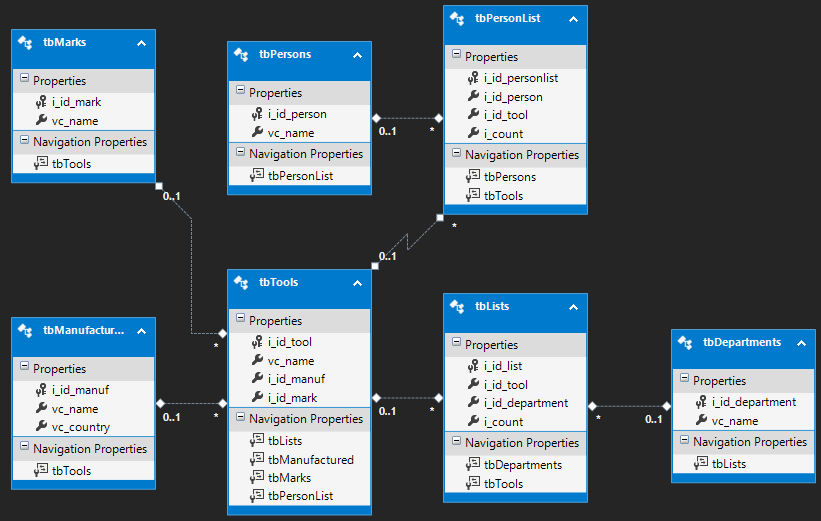 tbMarks
Properties
i_id_mark
vc_name
Navigation Properties
tbTools
tbPersons
Properties
i_id_person
vc_name
Navigation Properties
tbPersonList
tbPersonList
Properties
i_id_personlist
i_id_person
i_id_tool
i_count
Navigation Properties
tbPersons
tbTools
0..1
*
0..1
*
0..1
*
tbManufactur...
Properties
i_id_manuf
vc_name
vc_country
Navigation Properties
tbTools
0..1
*
tbTools
Properties
i_id_tool
vc_name
i_id_manuf
i_id_mark
Navigation Properties
tbLists
tbManufactured
tbMarks
tbPersonList
0..1
*
tbLists
Properties
i_id_list
i_id_tool
i_id_department
i_count
Navigation Properties
tbDepartments
tbTools
*
0..1
tbDepartments
Properties
i_id_department
vc_name
Navigation Properties
tbLists